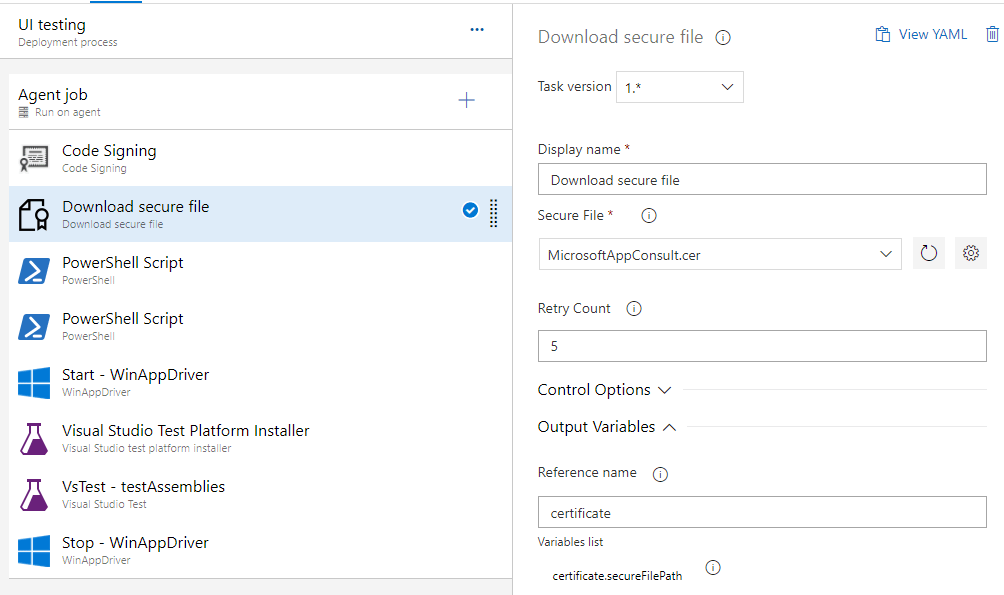 UI testing
Deployment process
...
Agent job
Run on agent
Code Signing
Code Signing
Download secure file
Download secure file
PowerShell Script
PowerShell
PowerShell Script
PowerShell
Start - WinAppDriver
WinAppDriver
Visual Studio Test Platform Installer
Visual Studio test platform installer
VsTest - testAssemblies
Visual Studio Test
Stop - WinAppDriver
WinAppDriver
Download secure file
View YAML
Task version 1.*
Display name *
Download secure file
Secure File *
MicrosoftAppConsult.cer
Retry Count
5
Control Options
Output Variables
Reference name
certificate
Variables list
certificate.secureFilePath